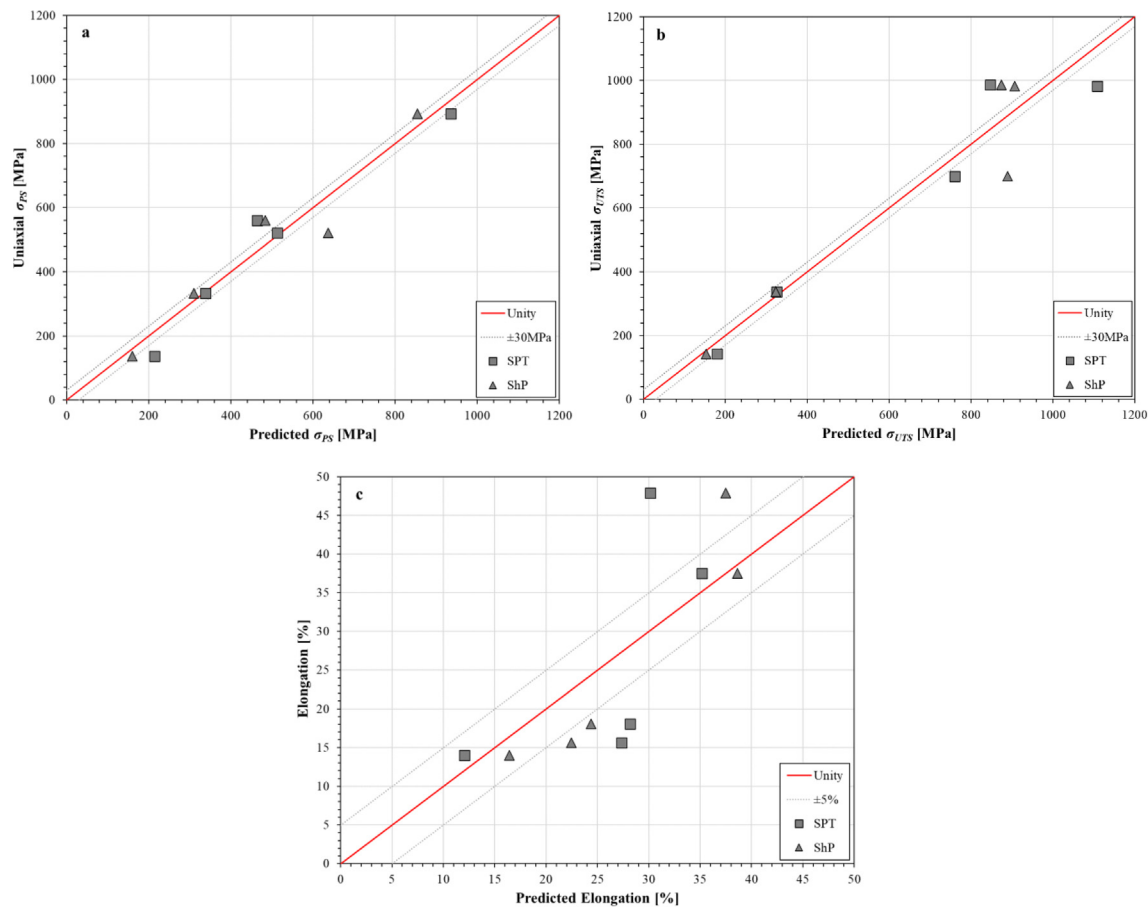 a
1200
1000
800
600
400
200
0
0 200 400 600 800 1000 1200
Uniaxial σPS [MPa]
Predicted σPS [MPa]
Unity
±30MPa
SPT
ShP
b
1200
1000
800
600
400
200
0
0 200 400 600 800 1000 1200
Uniaxial σUTS [MPa]
Predicted σUTS [MPa]
Unity
±30MPa
SPT
ShP
c
50
45
40
35
30
25
20
15
10
5
0
0 5 10 15 20 25 30 35 40 45 50
Elongation [%]
Predicted Elongation [%]
Unity
±5%
SPT
ShP